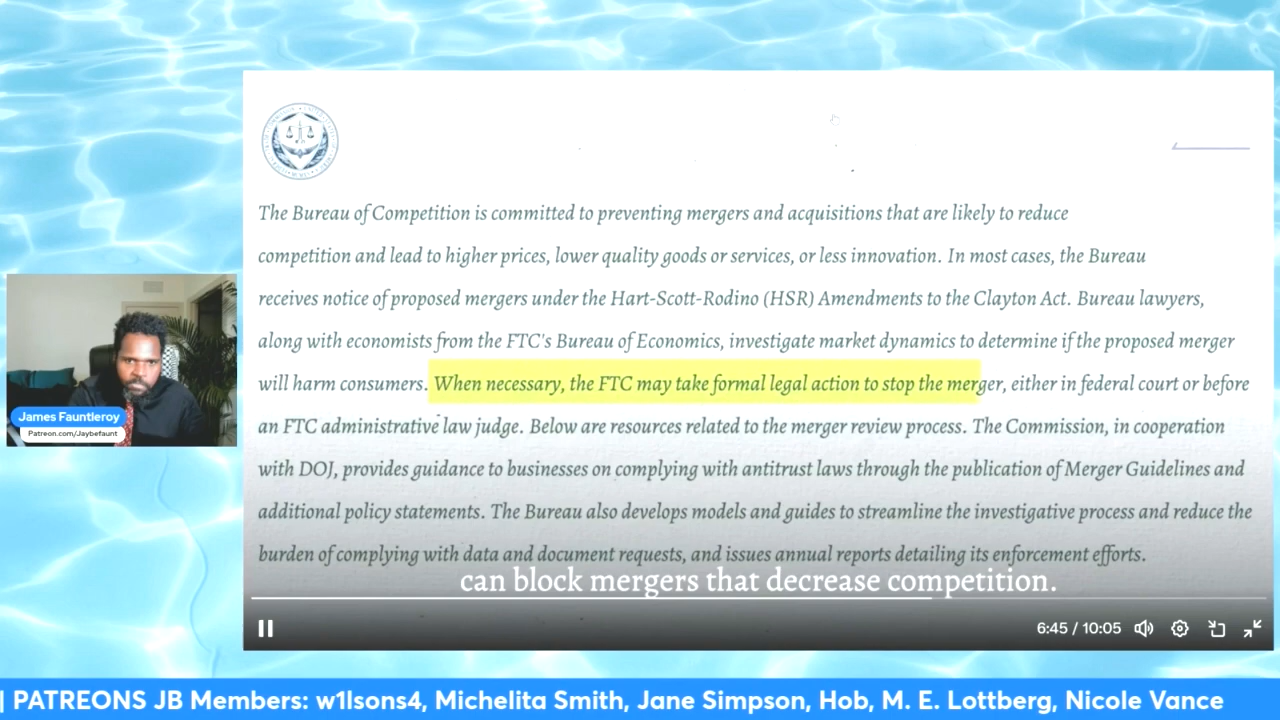 The Bureau of Competition is committed to preventing mergers and acquisitions that are likely to reduce
competition and lead to higher prices, lower quality goods or services, or less innovation. In most cases, the Bureau
receives notice of proposed mergers under the Hart-Scott-Rodino (HSR) Amendments to the Clayton Act. Bureau lawyers,
along with economists from the FTC's Bureau of Economics, investigate market dynamics to determine if the proposed merger
will harm consumers. When necessary, the FTC may take formal legal action to stop the merger, either in federal court or before
an FTC administrative law judge. Below are resources related to the merger review process. The Commission, in cooperation
with DOJ, provides guidance to businesses on complying with antitrust laws through the publication of Merger Guidelines and
additional policy statements. The Bureau also develops models and guides to streamline the investigative process and reduce the
burden of complying with data and document requests, and issues annual reports detailing its enforcement efforts.
can block mergers that decrease competition.
6:45 / 10:05
James Fauntleroy
Patreon.com/Jaybefaunt
| PATREONS JB Members: w1lsons4, Michelita Smith, Jane Simpson, Hob, M. E. Lottberg, Nicole Vance